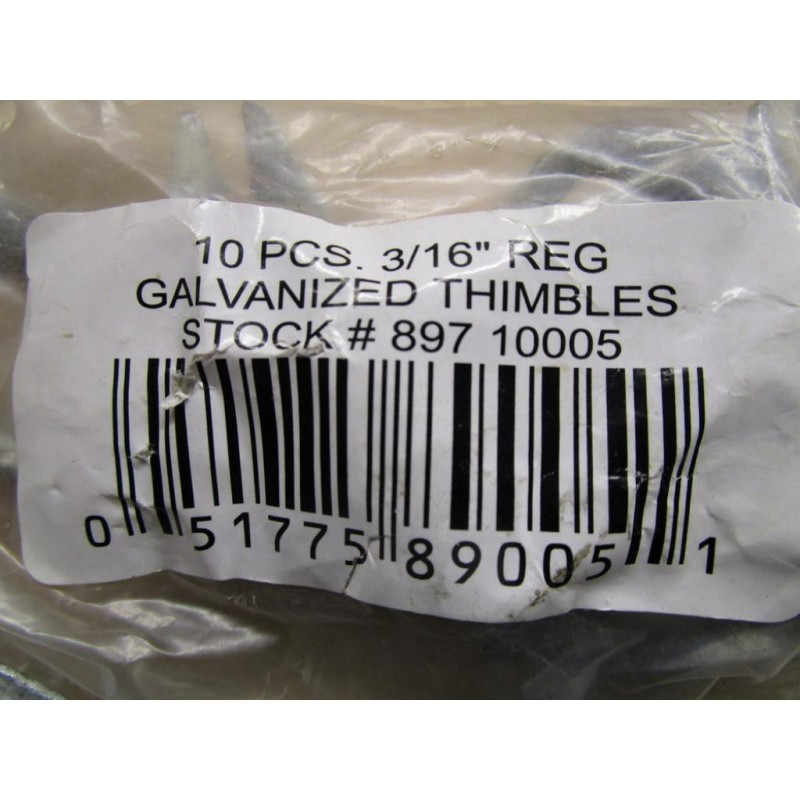 10 PCS. 3/16" REG
GALVANIZED THIMBLES
STOCK # 897 10005
0 51775 89005 1